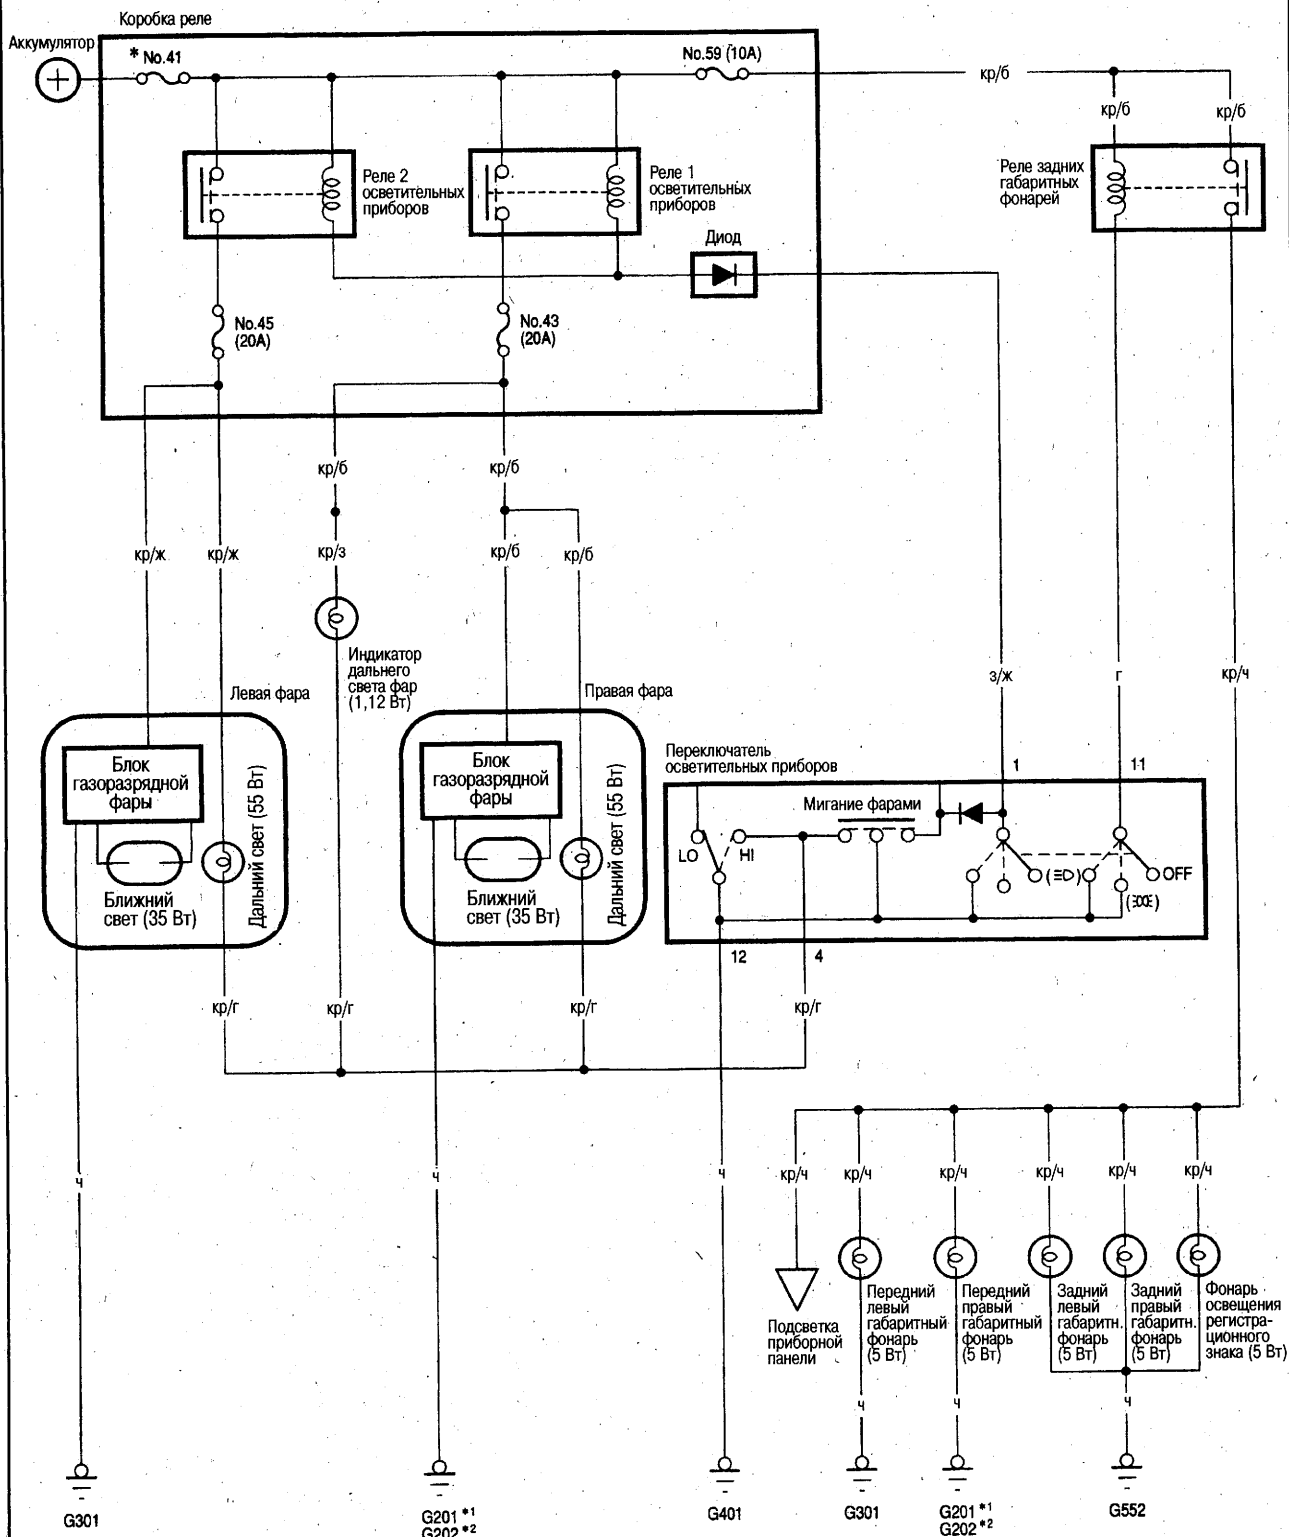 Коробка реле
Аккумулятор
* No.41
No.59 (10А)
кр/б
кр/б
кр/б
Реле 2
осветительных
приборов
Реле 1
осветительных
приборов
Реле задних
габаритных
фонарей
Диод
No.45
(20А)
No.43
(20А)
кр/б
кр/б
кр/ж
кр/ж
кр/з
кр/б
кр/б
Индикатор
дальнего
света фар
(1,12 Вт)
Левая фара
Правая фара
з/ж
г
кр/ч
Блок
газоразрядной
фары
Дальний свет (55 Вт)
Ближний
свет (35 Вт)
Блок
газоразрядной
фары
Дальний свет (55 Вт)
Ближний
свет (35 Вт)
Переключатель
осветительных приборов
1
11
Мигание фарами
LO
HI
OFF
12
4
кр/г
кр/г
кр/г
кр/г
ч
ч
ч
кр/ч
кр/ч
кр/ч
кр/ч
кр/ч
кр/ч
Подсветка
приборной
панели
Передний
левый
габаритный
фонарь
(5 Вт)
Передний
правый
габаритный
фонарь
(5 Вт)
Задний
левый
габаритн.
фонарь
(5 Вт)
Задний
правый
габаритн.
фонарь
(5 Вт)
Фонарь
освещения
регистра-
ционного
знака (5 Вт)
ч
ч
ч
G301
G201 *1
G202 *2
G401
G301
G201 *1
G202 *2
G552